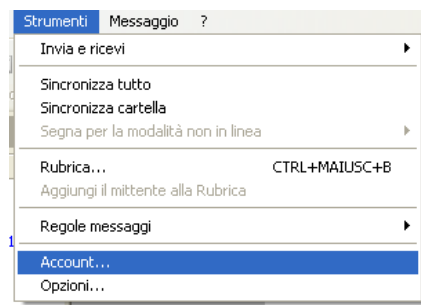 Strumenti Messaggio ?
Invia e ricevi
Sincronizza tutto
Sincronizza cartella
Segna per la modalità non in linea
Rubrica... CTRL+MAIUSC+B
Aggiungi il mittente alla Rubrica
Regole messaggi
1
Account...
Opzioni...